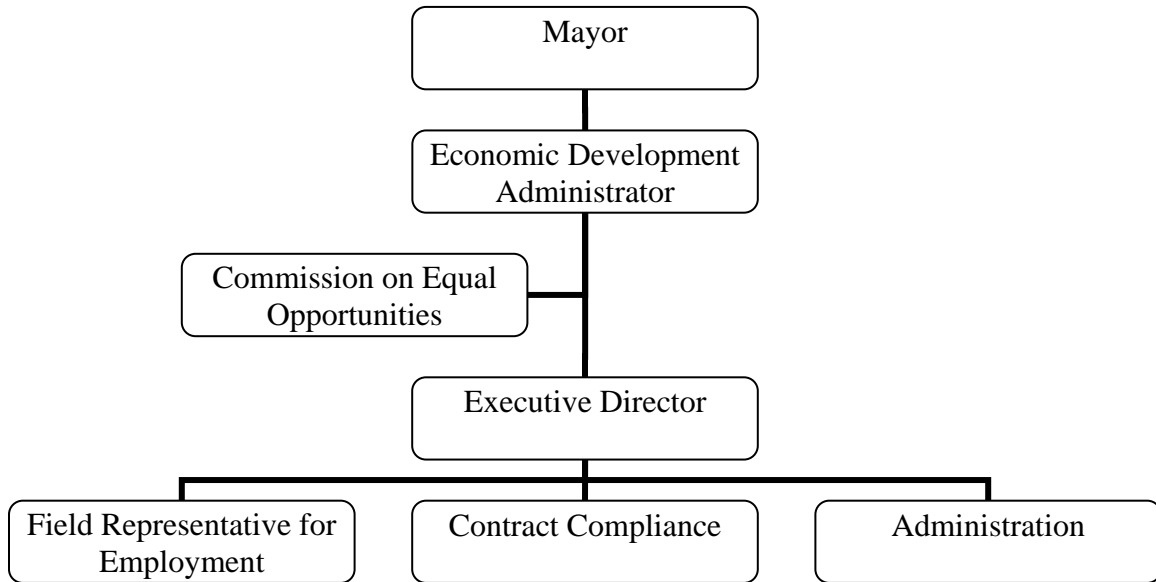 Mayor
Economic Development
Administrator
Commission on Equal
Opportunities
Executive Director
Field Representative for
Employment
Contract Compliance
Administration